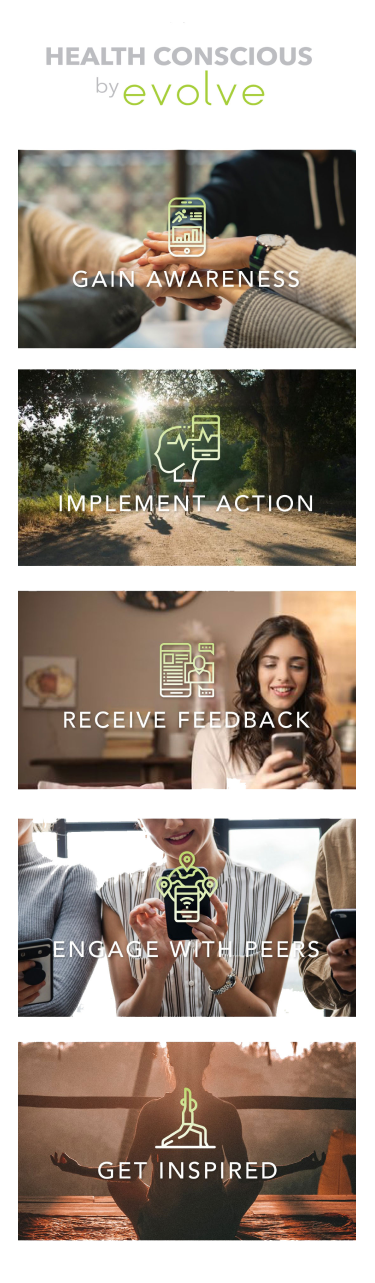 HEALTH CONSCIOUS
by evolve
GAIN AWARENESS
IMPLEMENT ACTION
RECEIVE FEEDBACK
ENGAGE WITH PEERS
GET INSPIRED